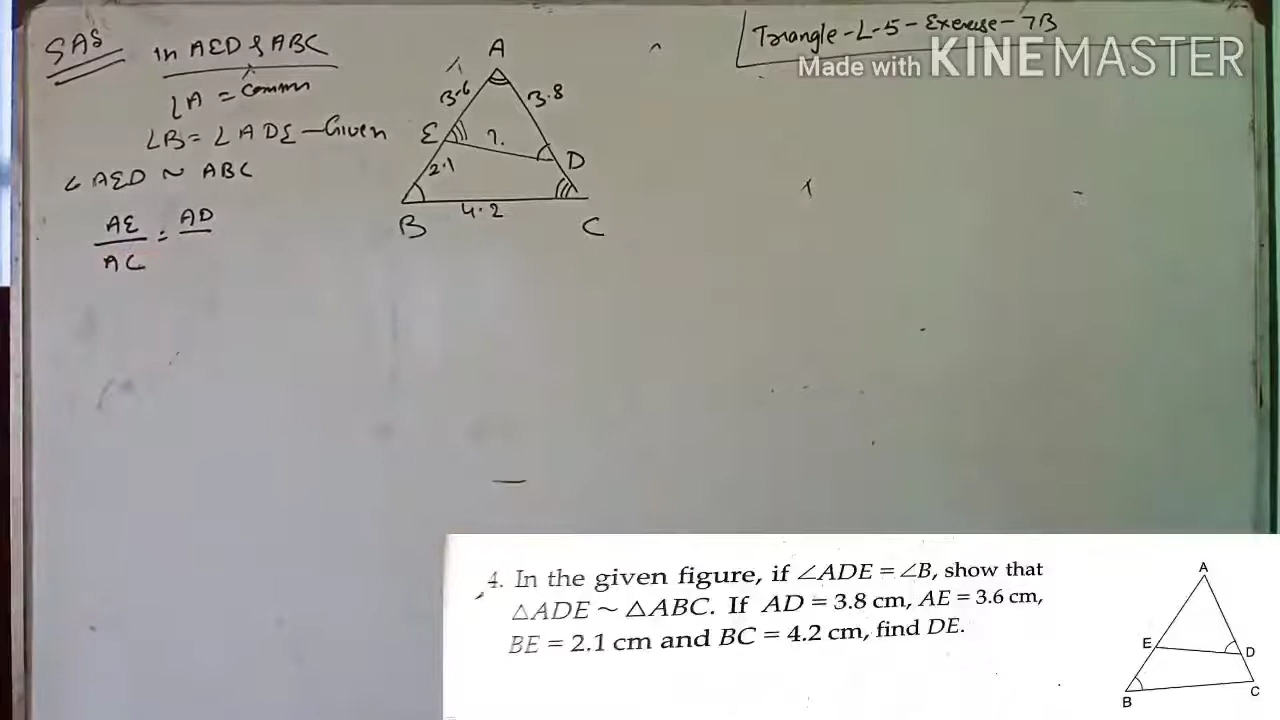 SAS
in AED & ABC
∠A = Common
∠B = ∠ADE – Given
∠ AED ~ ABC
AE/AC = AD
A
3.6
3.8
E
?
D
2.1
B
4.2
C
Triangle-L-5-Exercise-7B
Made with KINEMASTER
4. In the given figure, if ∠ADE = ∠B, show that
△ADE ~ △ABC. If AD = 3.8 cm, AE = 3.6 cm,
BE = 2.1 cm and BC = 4.2 cm, find DE.
A
E
D
B
C